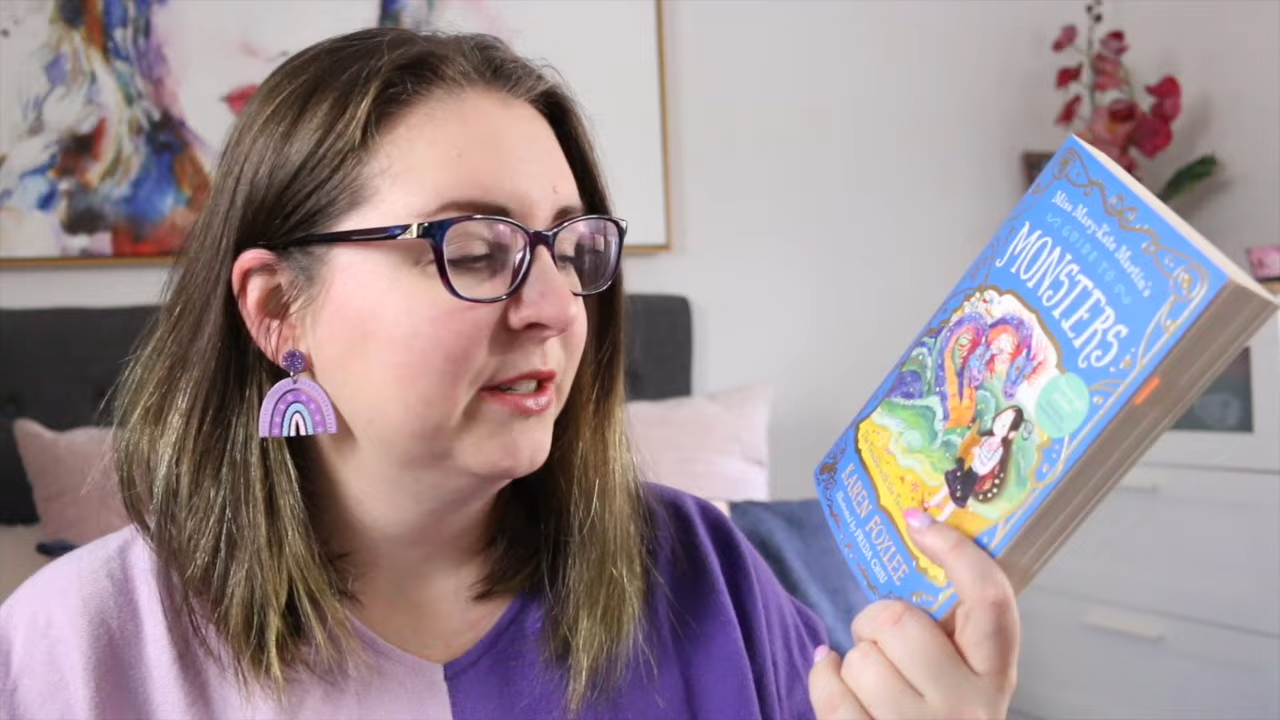 Miss Mary-Kate Martin's
GUIDE TO
MONSTERS
KAREN FOXLEE
Illustrated by FREDA CHIU